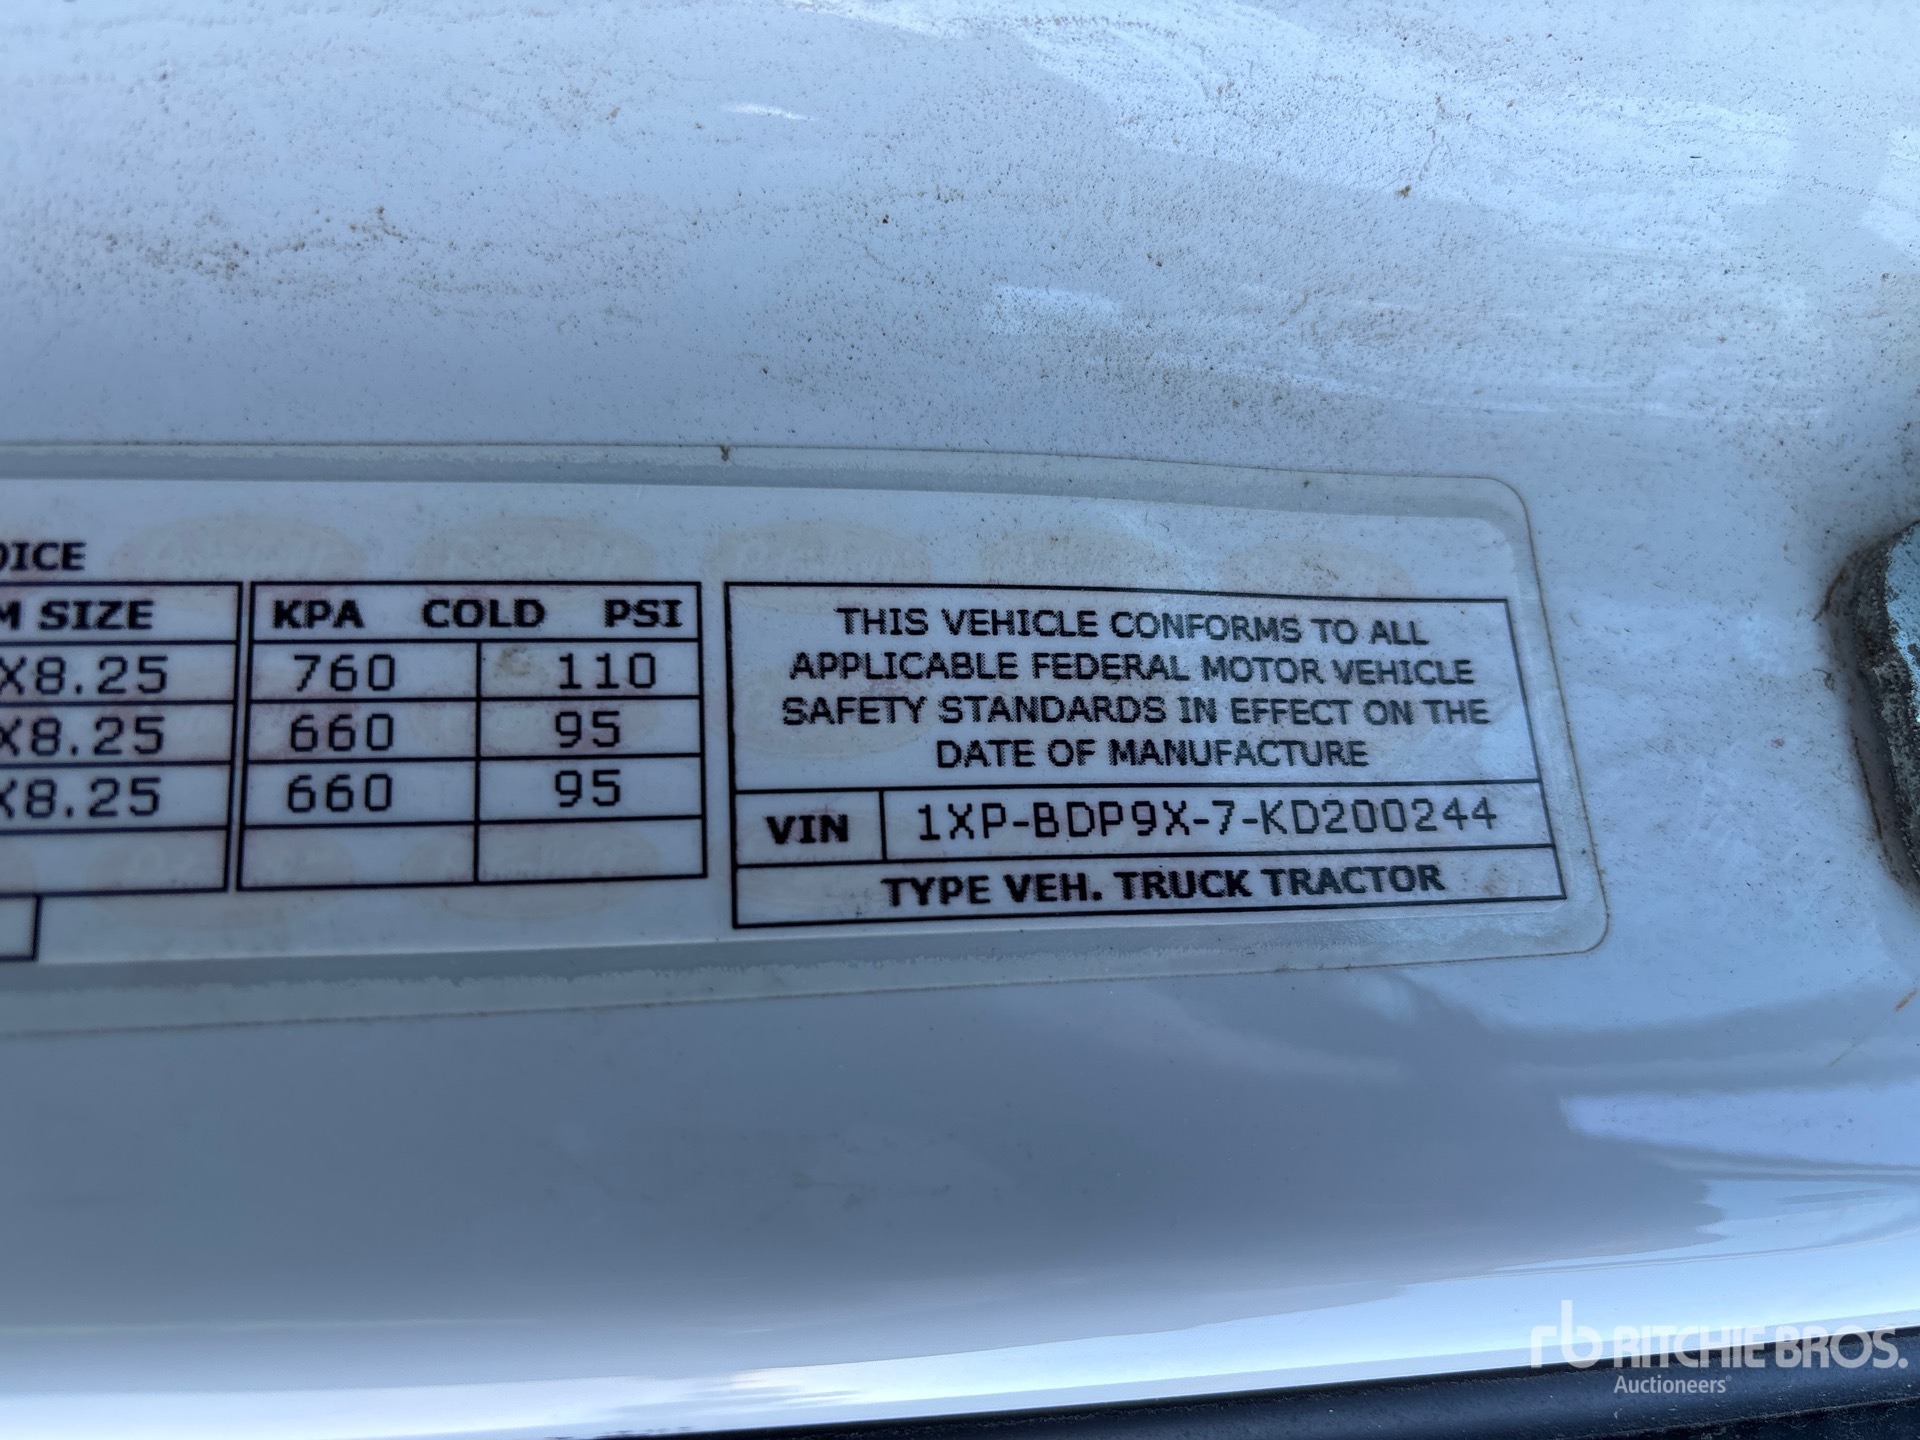 OICE
M SIZE KPA COLD PSI
X8.25 760 110
X8.25 660 95
X8.25 660 95
THIS VEHICLE CONFORMS TO ALL
APPLICABLE FEDERAL MOTOR VEHICLE
SAFETY STANDARDS IN EFFECT ON THE
DATE OF MANUFACTURE
VIN 1XP-BDP9X-7-KD200244
TYPE VEH. TRUCK TRACTOR
rb RITCHIE BROS.
Auctioneers